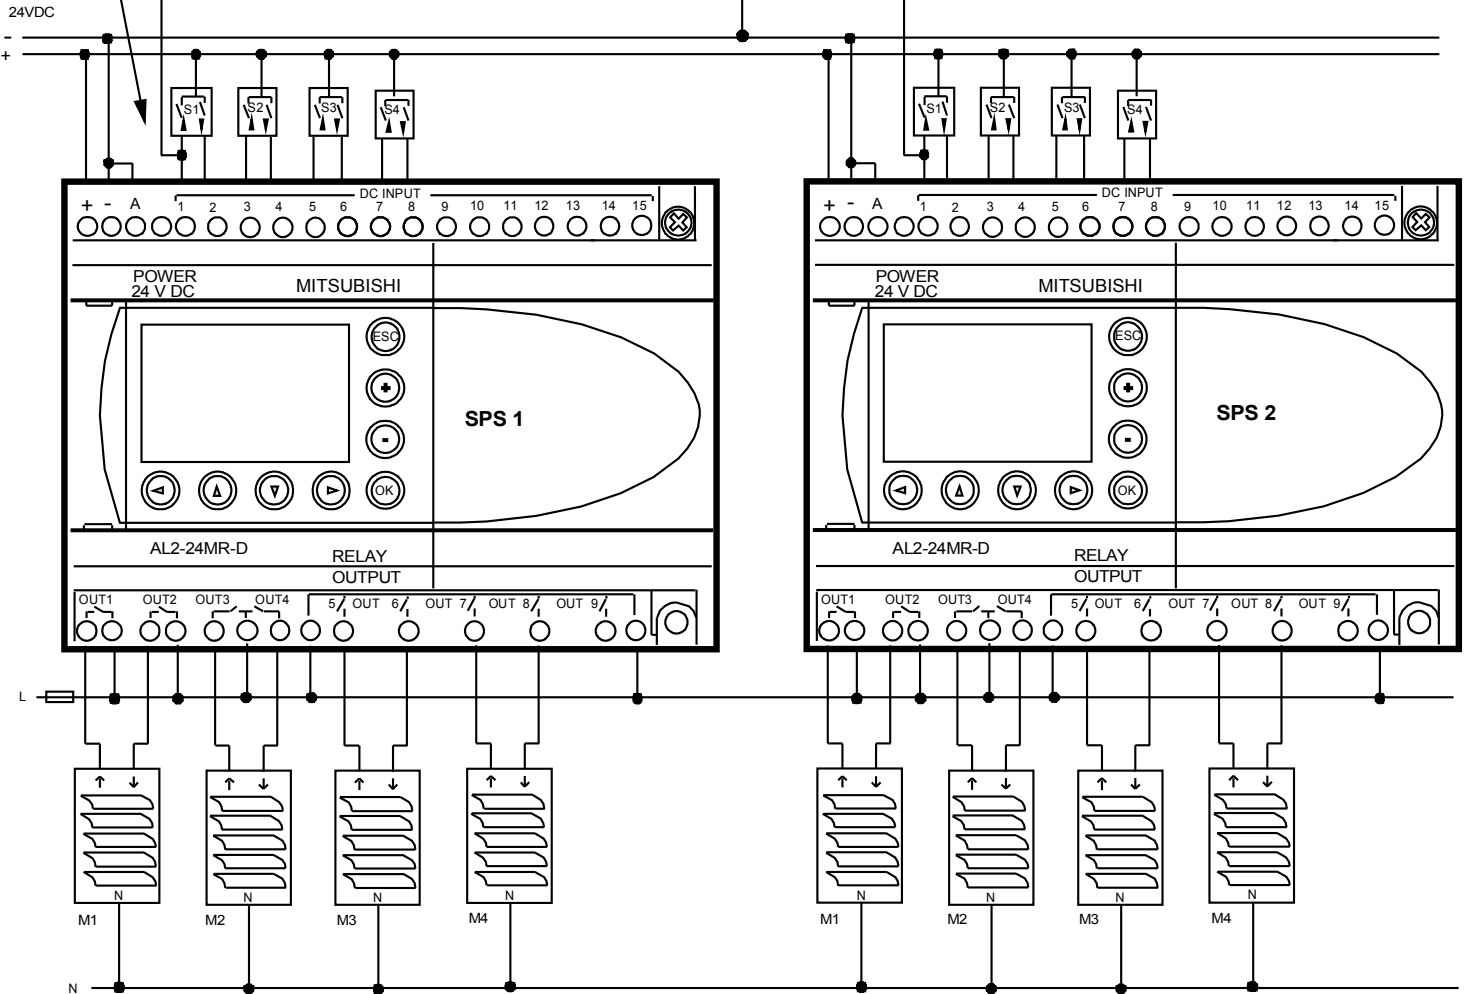 24VDC
-
+
S1 S2 S3 S4 S1 S2 S3 S4
DC INPUT DC INPUT
+ - A 1 2 3 4 5 6 7 8 9 10 11 12 13 14 15 + - A 1 2 3 4 5 6 7 8 9 10 11 12 13 14 15
POWER MITSUBISHI POWER MITSUBISHI
24 V DC 24 V DC
ESC ESC
+ +
SPS 1 SPS 2
- -
OK OK
AL2-24MR-D RELAY AL2-24MR-D RELAY
OUTPUT OUTPUT
OUT1 OUT2 OUT3 OUT4 5 OUT 6 OUT 7 OUT 8 OUT 9 OUT1 OUT2 OUT3 OUT4 5 OUT 6 OUT 7 OUT 8 OUT 9
L
N N N N N N N N
M1 M2 M3 M4 M1 M2 M3 M4
N